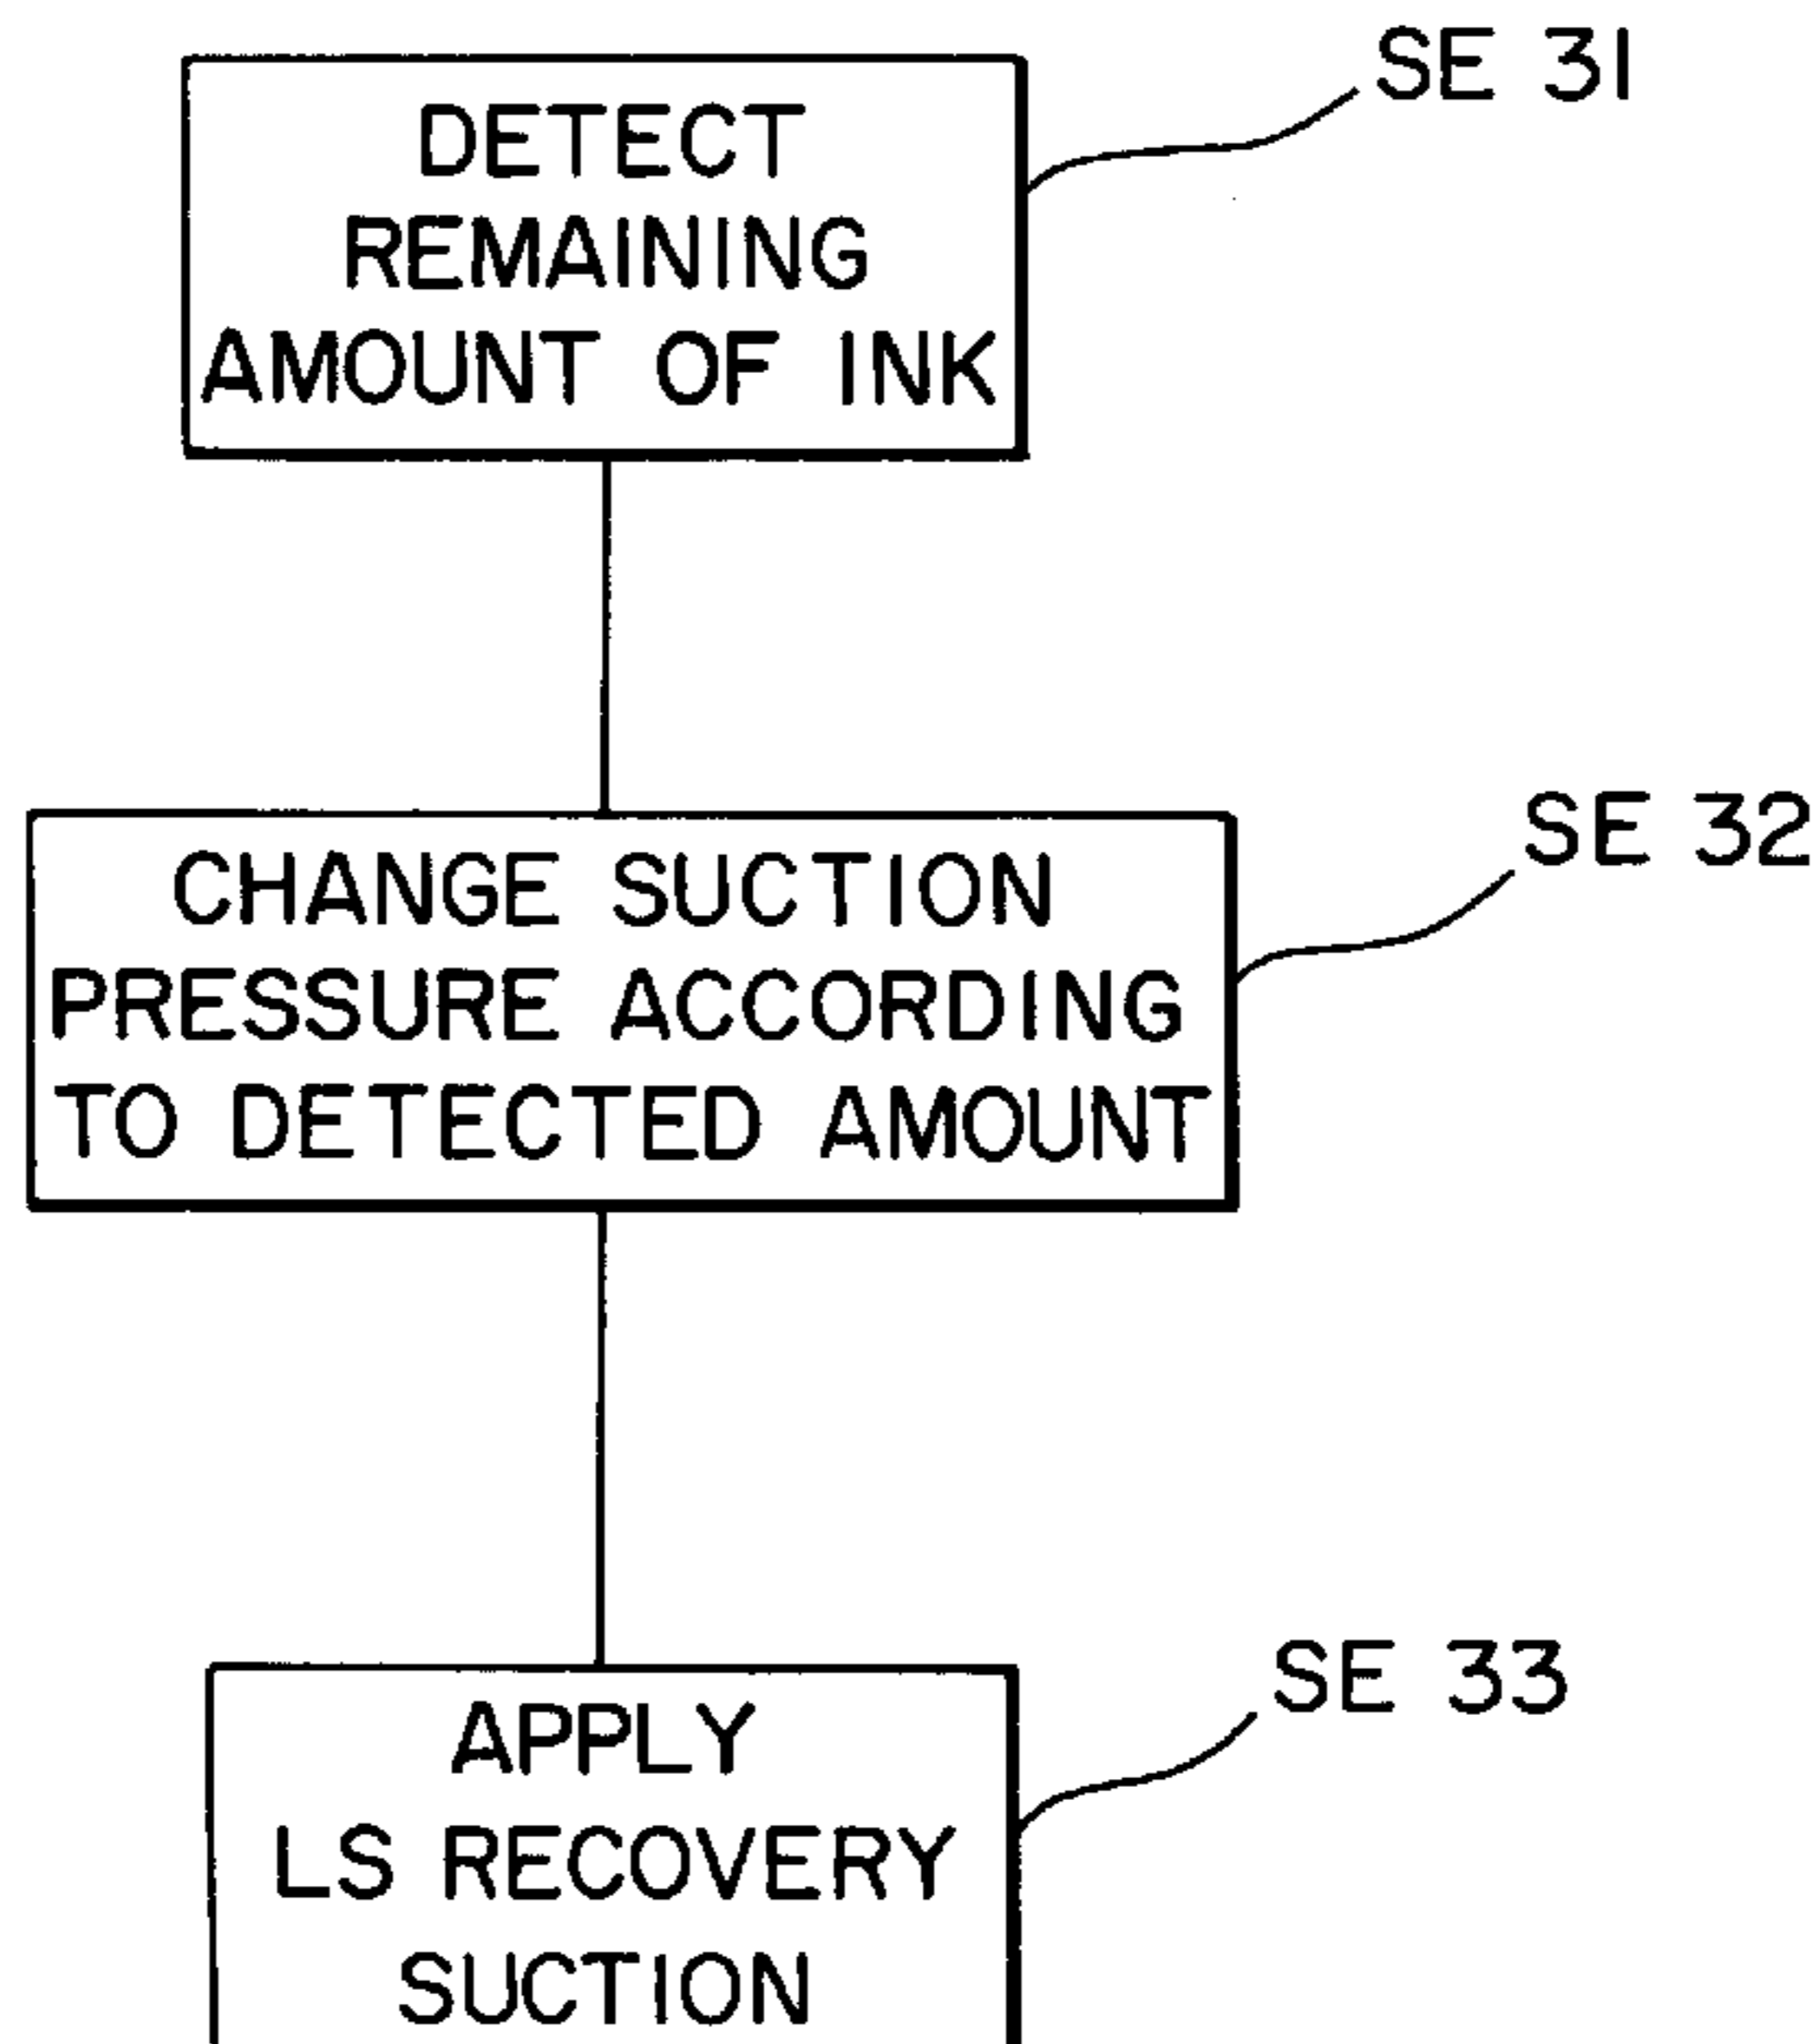 SE 31
DETECT
REMAINING
AMOUNT OF INK
SE 32
CHANGE SUCTION
PRESSURE ACCORDING
TO DETECTED AMOUNT
SE 33
APPLY
LS RECOVERY
SUCTION